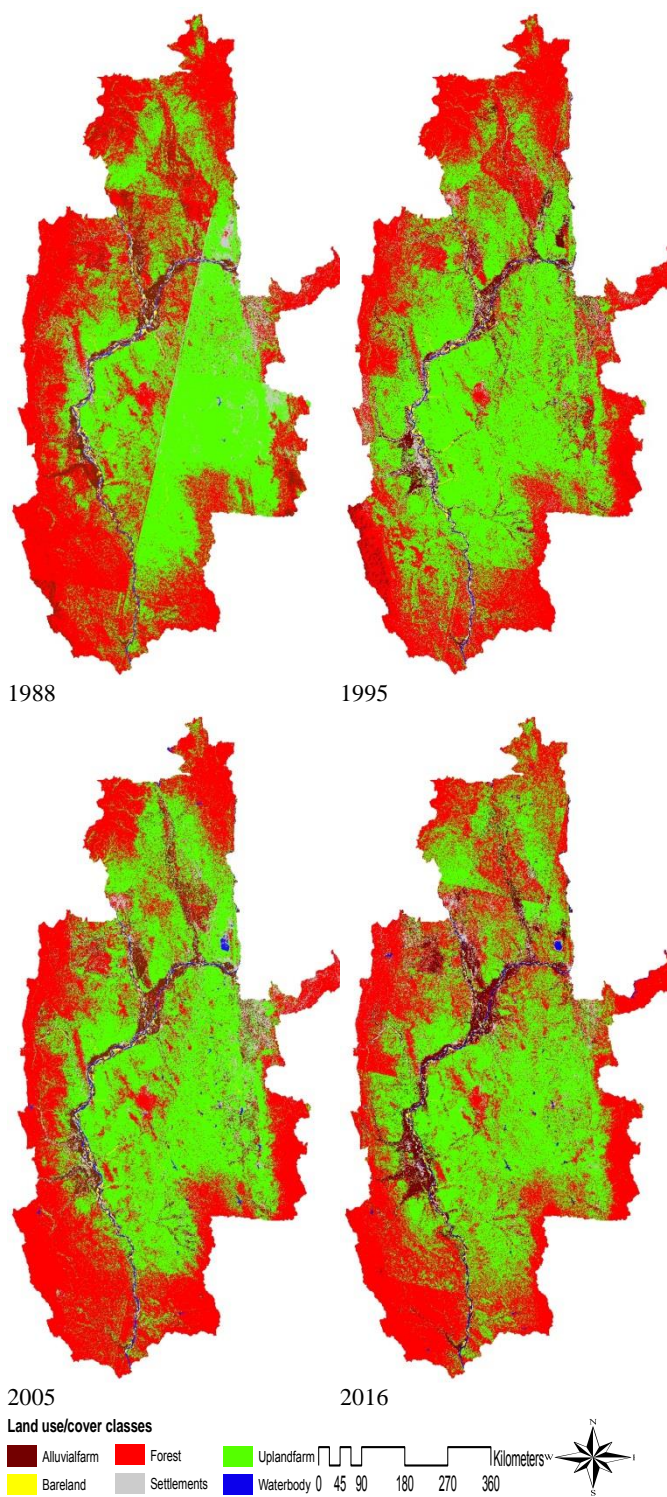 1988
1995
2005
2016
Land use/cover classes
Alluvialfarm Forest Uplandfarm Kilometers
Bareland Settlements Waterbody 0 45 90 180 270 360
N
W
S